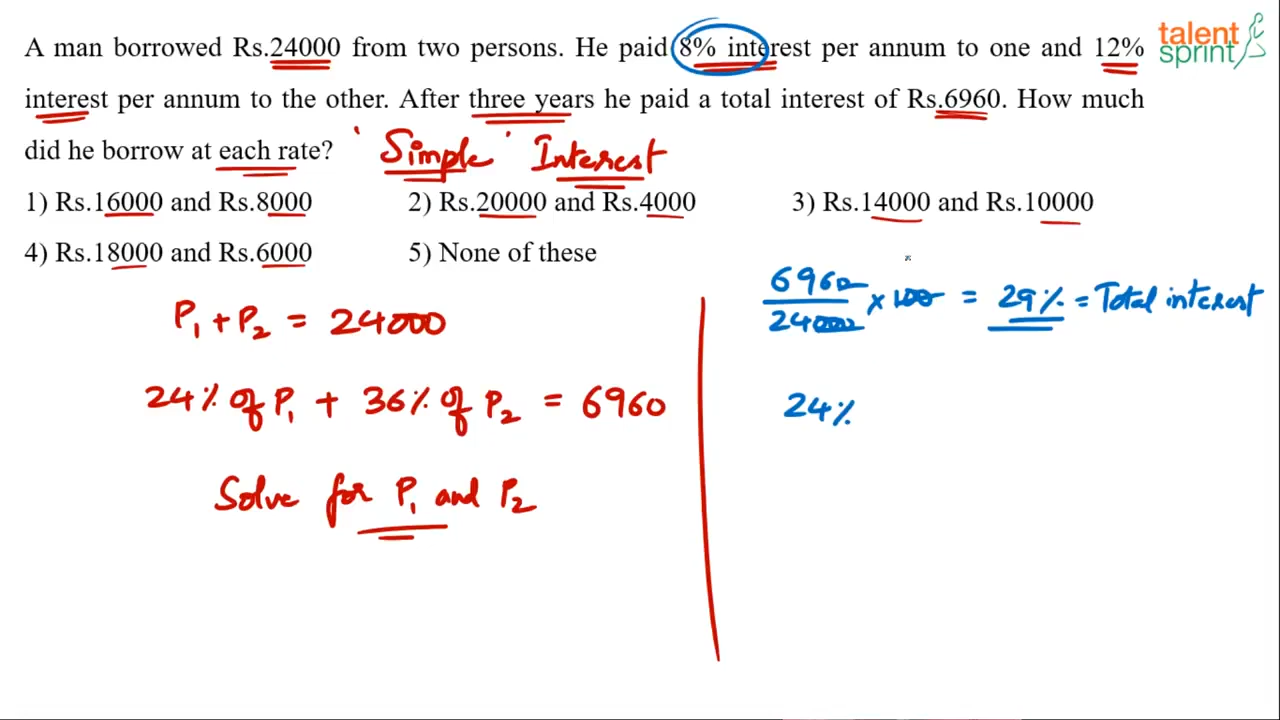 A man borrowed Rs.24000 from two persons. He paid 8% interest per annum to one and 12%
interest per annum to the other. After three years he paid a total interest of Rs.6960. How much
did he borrow at each rate? ' Simple ' Interest
1) Rs.16000 and Rs.8000 2) Rs.20000 and Rs.4000 3) Rs.14000 and Rs.10000
4) Rs.18000 and Rs.6000 5) None of these
talent
sprint
P₁ + P₂ = 24000
24% of P₁ + 36% of P₂ = 6960
Solve for P₁ and P₂
6960/24000 × 100 = 29% = Total interest
24%